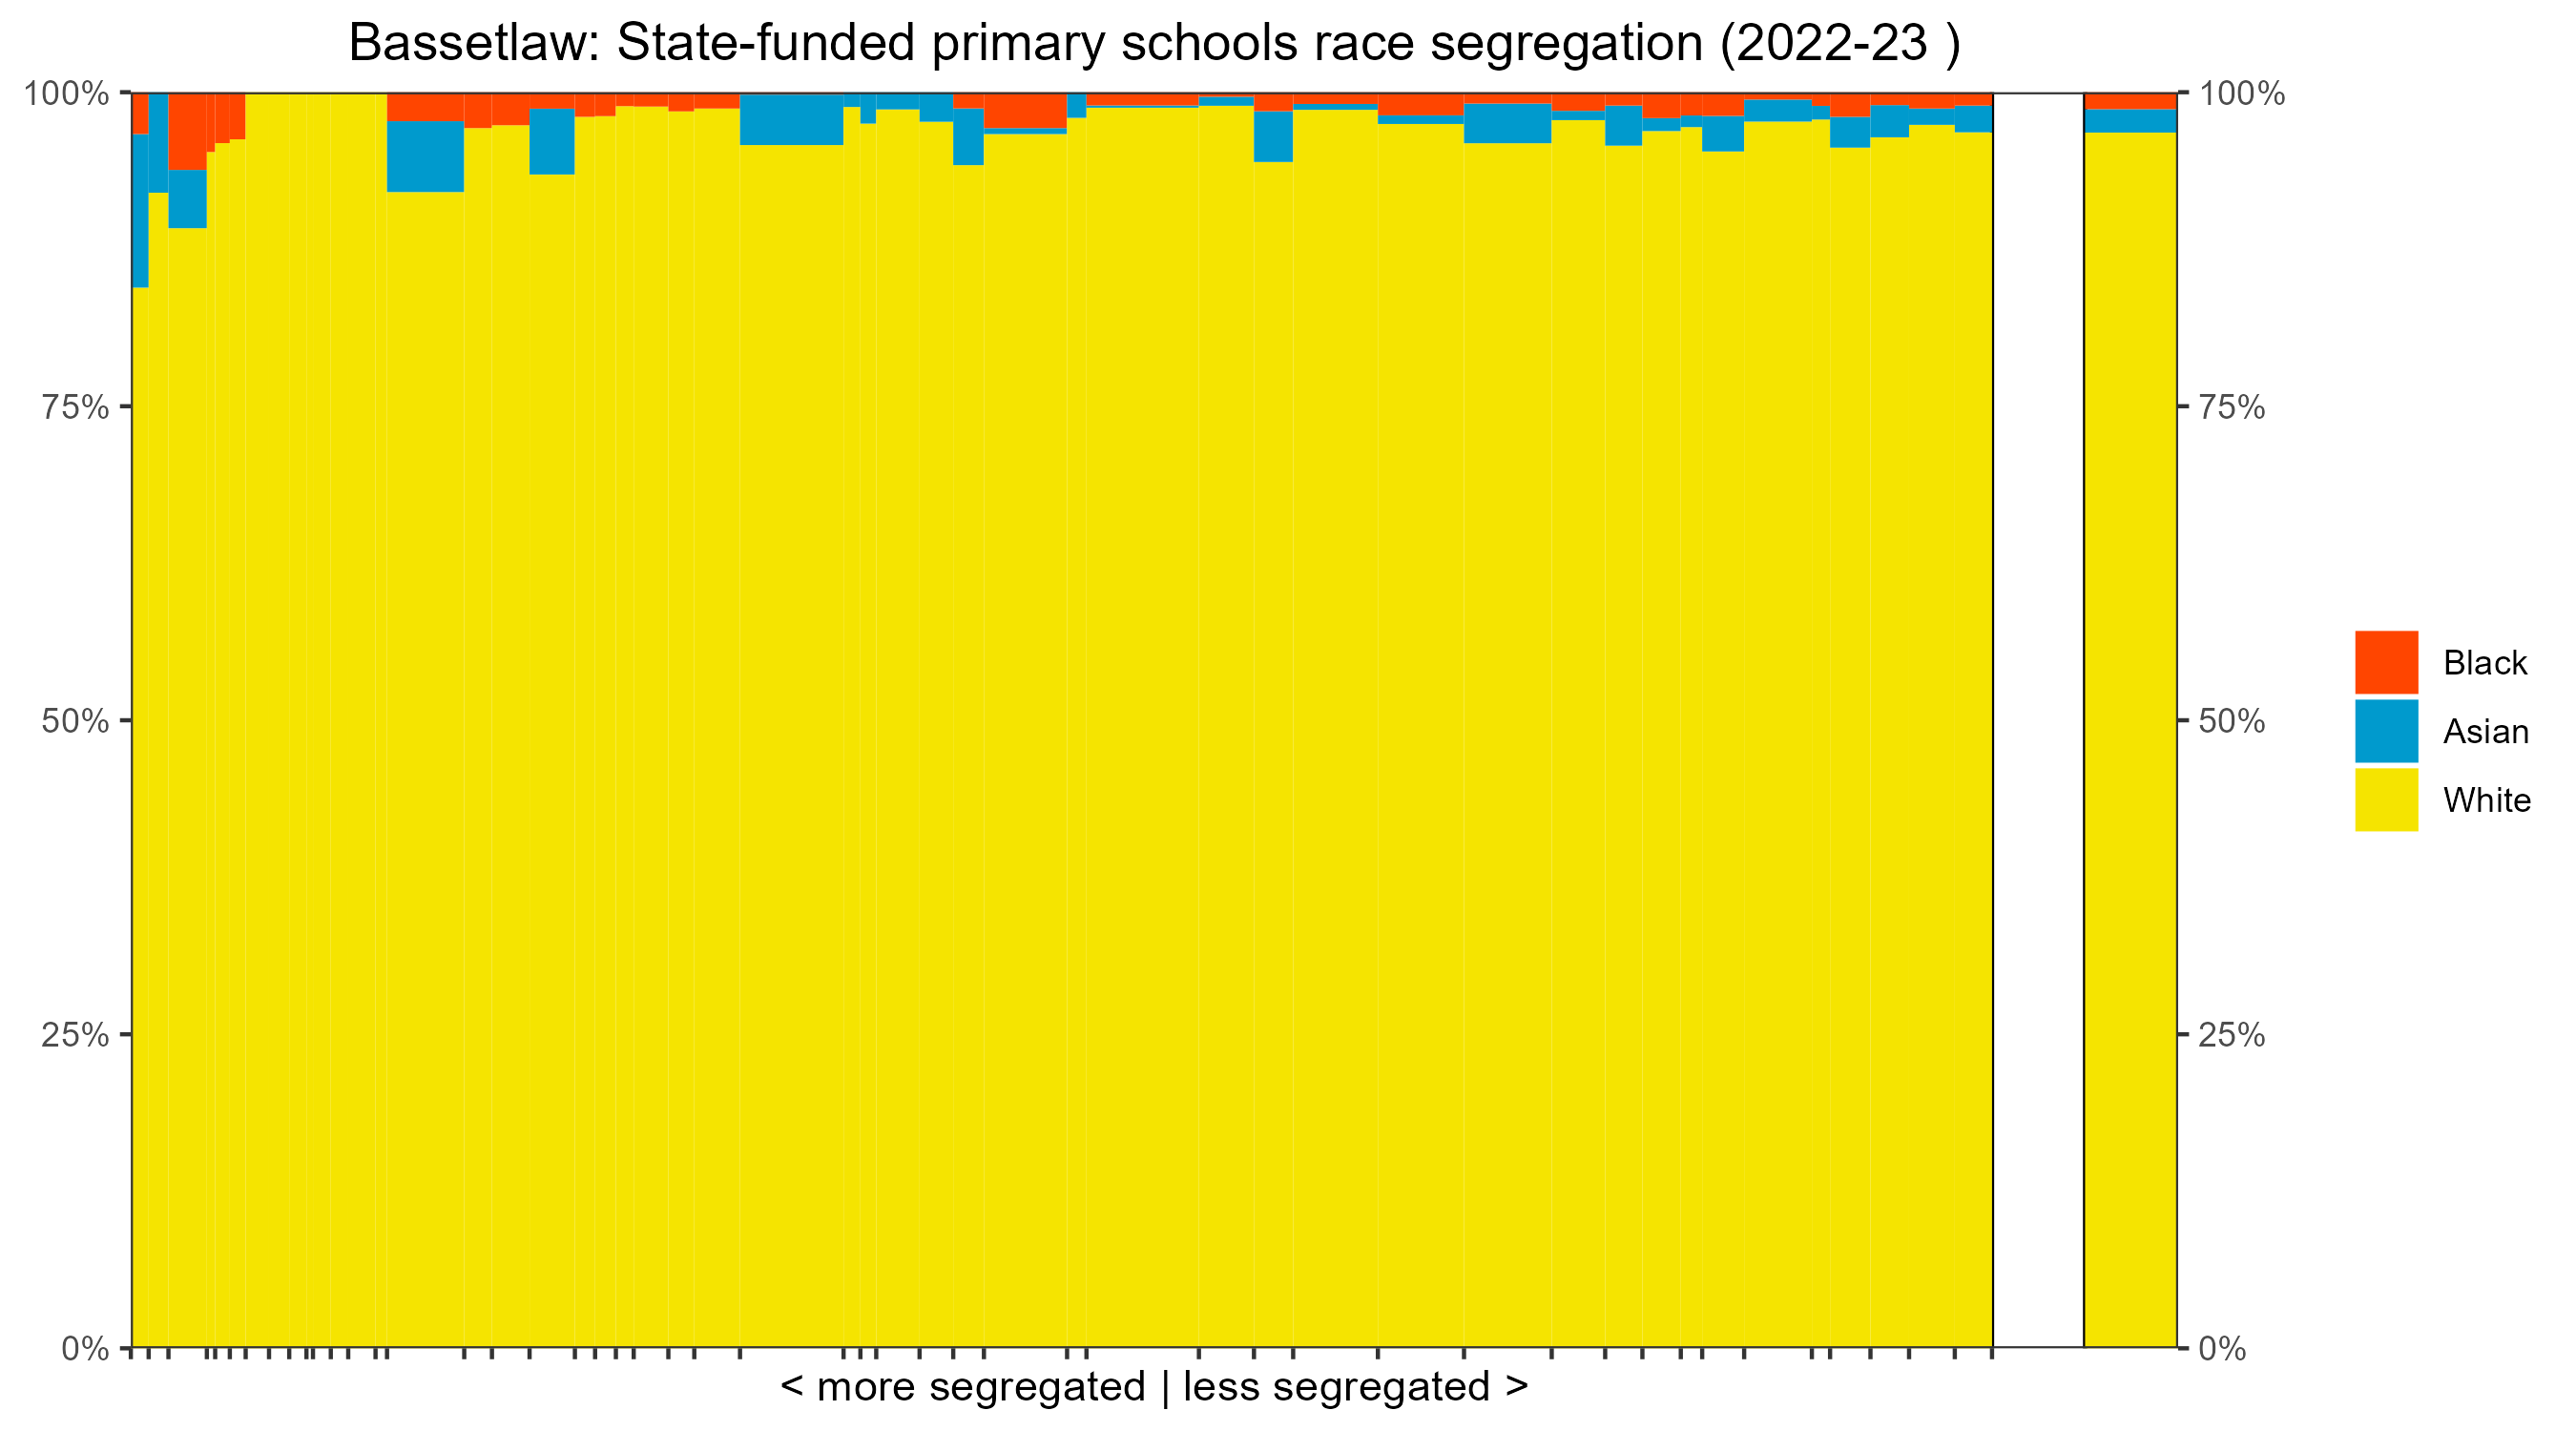 Bassetlaw: State-funded primary schools race segregation (2022-23 )
100%
100%
75%
75%
50%
50%
25%
25%
0%
0%
Black
Asian
White
< more segregated | less segregated >